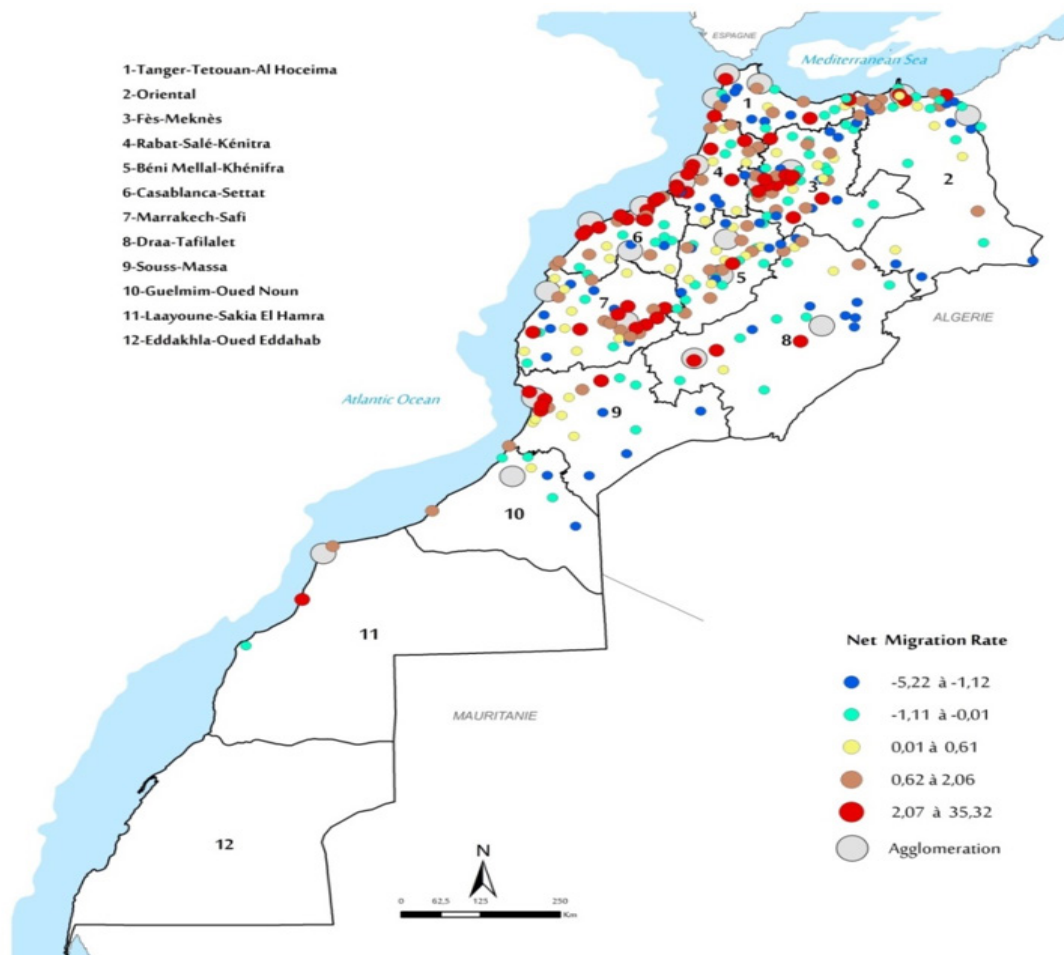 ESPAGNE
Mediterranean Sea
1-Tanger-Tetouan-Al Hoceima
2-Oriental
3-Fès-Meknès
4-Rabat-Salé-Kénitra
5-Béni Mellal-Khénifra
6-Casablanca-Settat
7-Marrakech-Safi
8-Draa-Tafilalet
9-Souss-Massa
10-Guelmim-Oued Noun
11-Laayoune-Sakia El Hamra
12-Eddakhla-Oued Eddahab
1
2
3
4
5
6
7
8
ALGERIE
Atlantic Ocean
9
10
11
12
MAURITANIE
Net Migration Rate
-5,22 à -1,12
-1,11 à -0,01
0,01 à 0,61
0,62 à 2,06
2,07 à 35,32
Agglomeration
N
0 62,5 125 250
Km